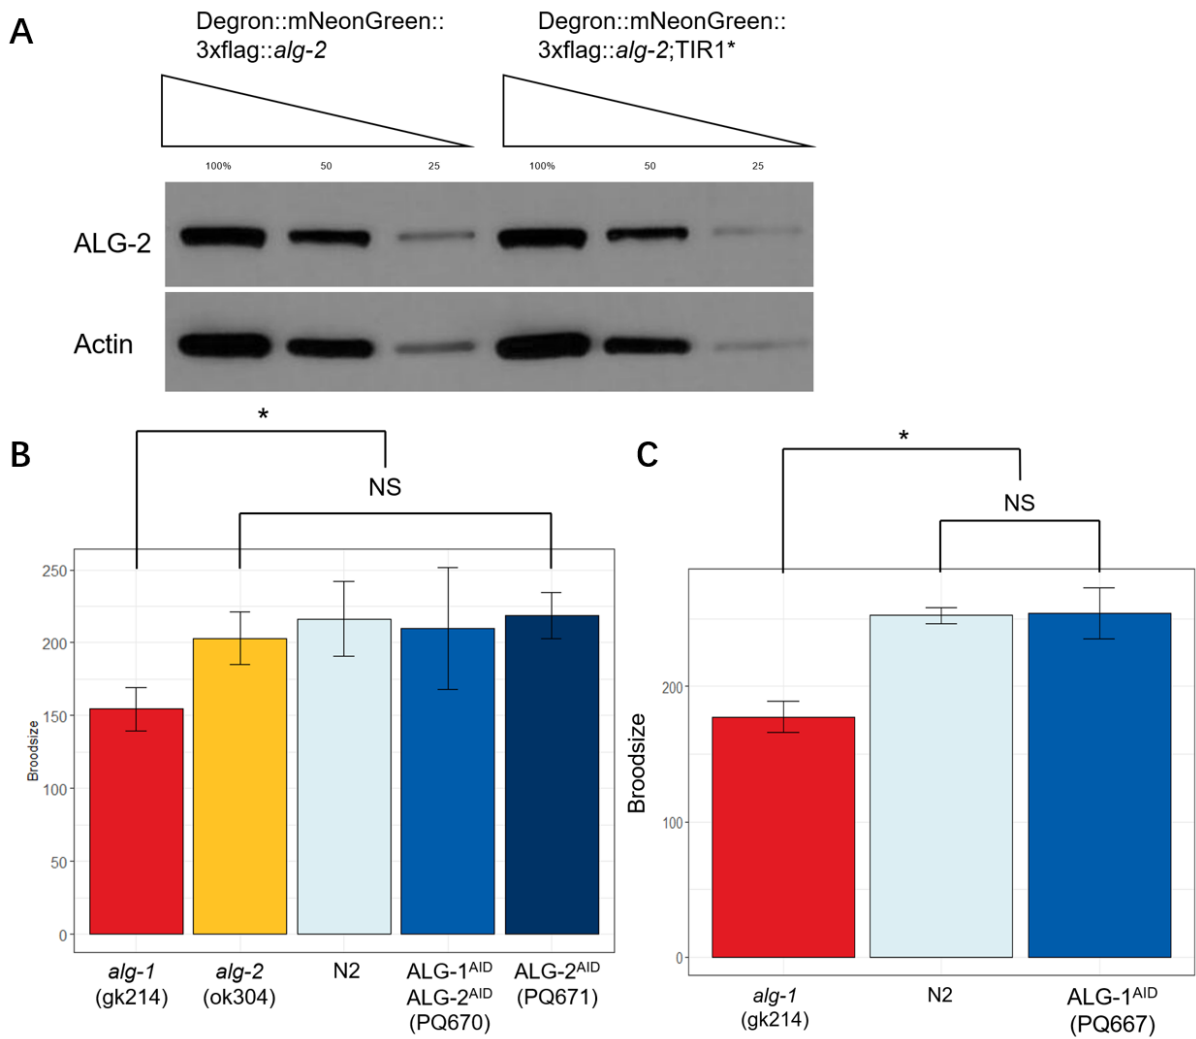 A
Degron::mNeonGreen::
3xflag::alg-2
Degron::mNeonGreen::
3xflag::alg-2;TIR1*
100%
50
25
100%
50
25
ALG-2
Actin
B
*
NS
250
200
150
100
50
0
Broodsize
alg-1
(gk214)
alg-2
(ok304)
N2
ALG-1ᴬᴵᴰ
ALG-2ᴬᴵᴰ
(PQ670)
ALG-2ᴬᴵᴰ
(PQ671)
C
*
NS
200
100
0
Broodsize
alg-1
(gk214)
N2
ALG-1ᴬᴵᴰ
(PQ667)